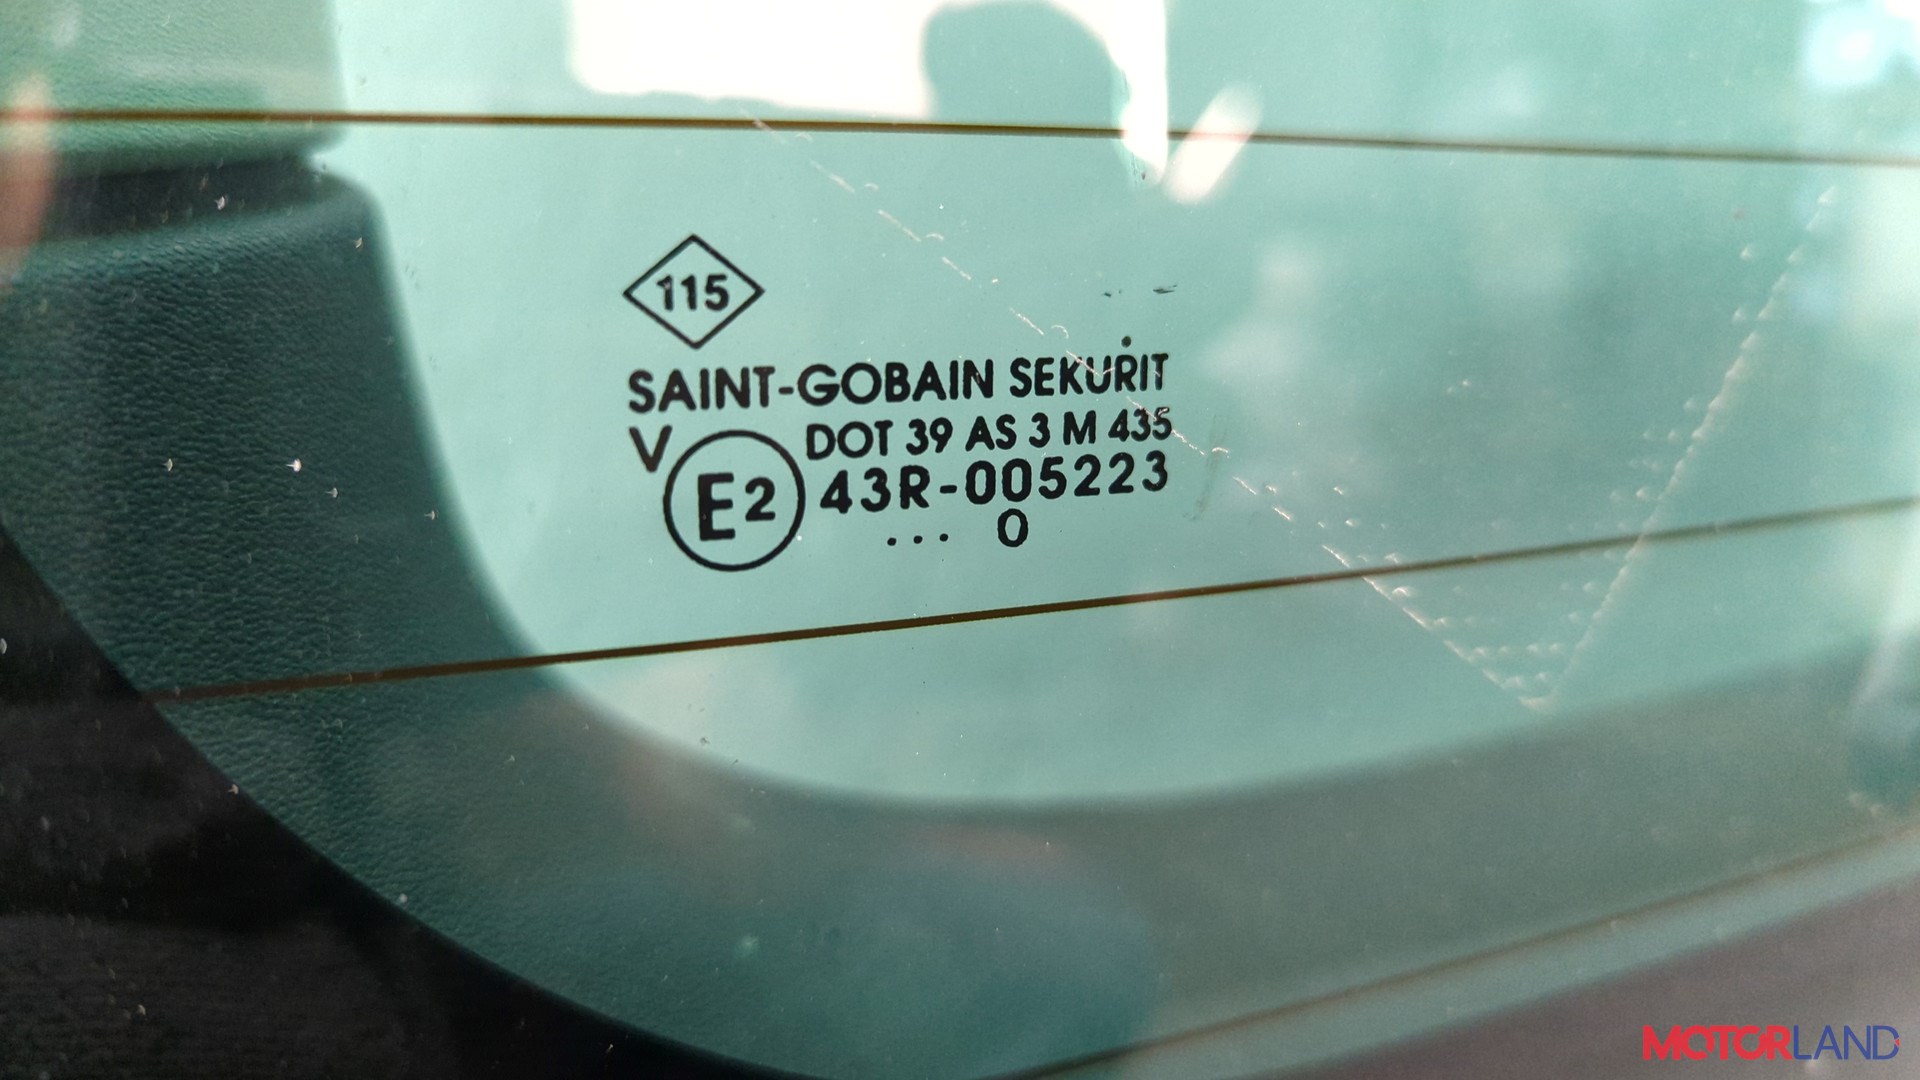 115
SAINT-GOBAIN SEKURIT
V
DOT 39 AS 3 M 435
E2
43R-005223
... 0
MOTORLAND